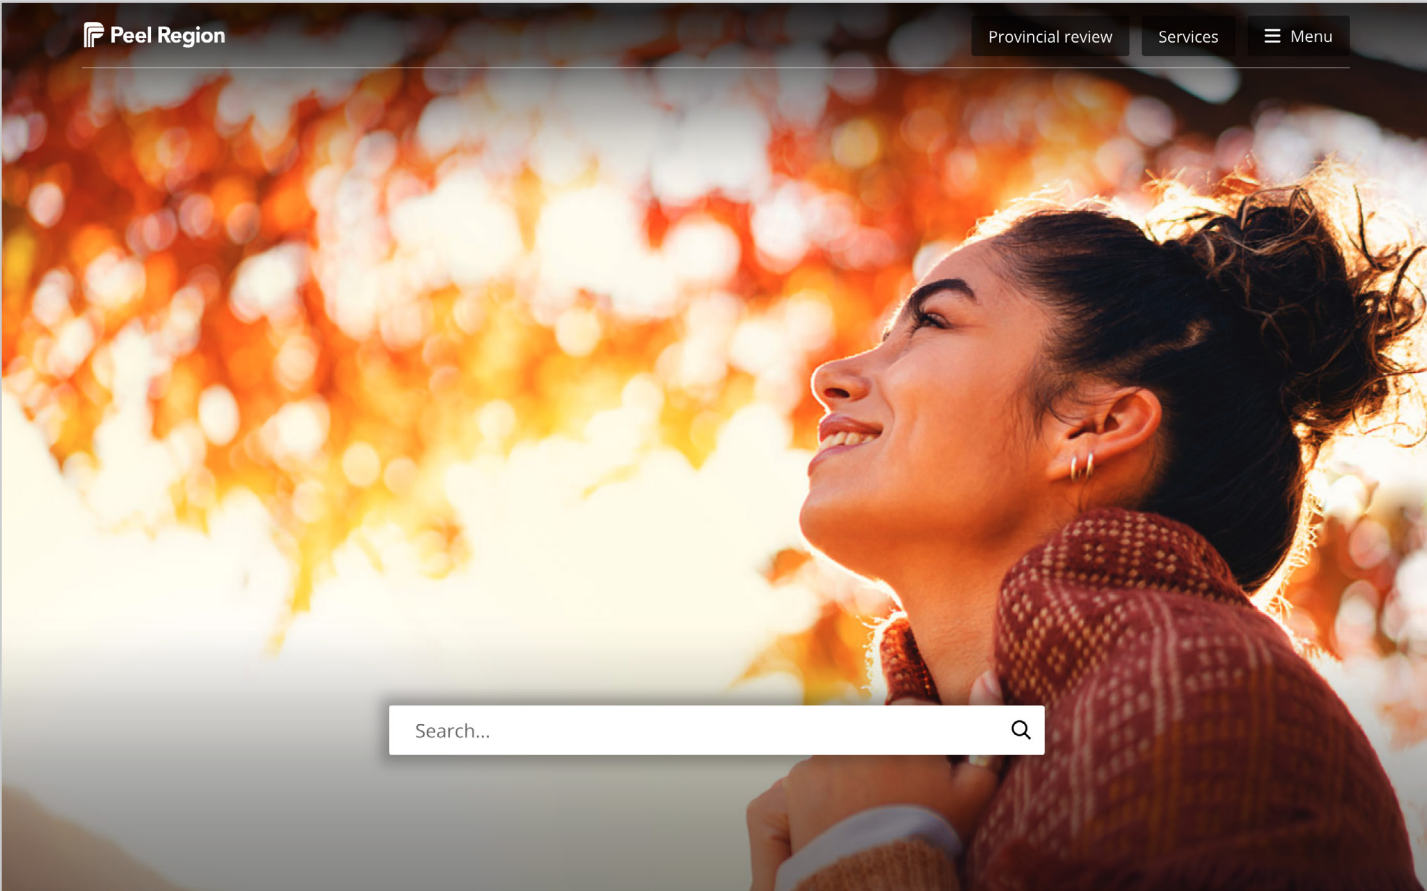 Peel Region
Provincial review
Services
Menu
Search...